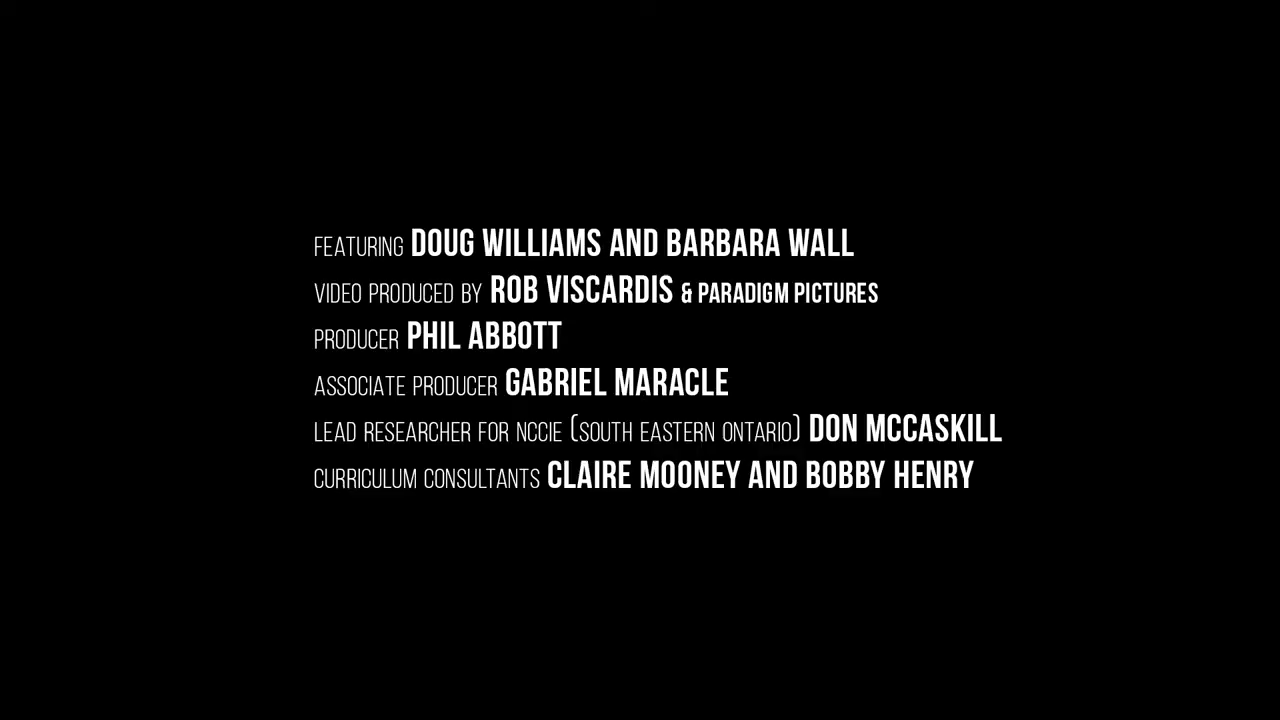 FEATURING DOUG WILLIAMS AND BARBARA WALL
VIDEO PRODUCED BY ROB VISCARDIS & PARADIGM PICTURES
PRODUCER PHIL ABBOTT
ASSOCIATE PRODUCER GABRIEL MARACLE
LEAD RESEARCHER FOR NCCIE (SOUTH EASTERN ONTARIO) DON MCCASKILL
CURRICULUM CONSULTANTS CLAIRE MOONEY AND BOBBY HENRY